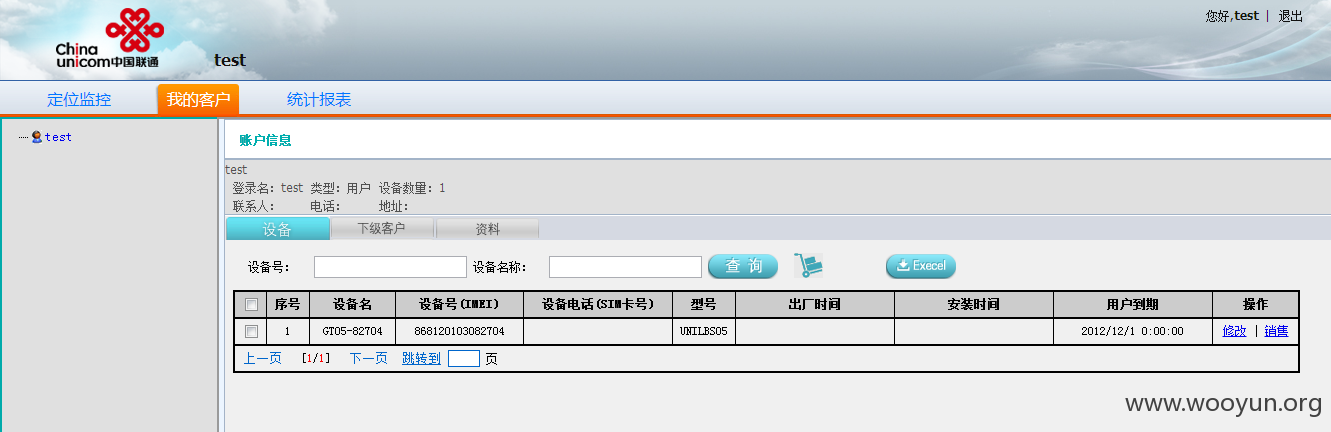 您好,test | 退出
China unicom中国联通
test
定位监控 我的客户 统计报表
test
账户信息
test
登录名: test 类型: 用户 设备数量: 1
联系人: 电话: 地址:
设备 下级客户 资料
设备号: 设备名称: 查 询 Execel
序号 设备名 设备号(IMEI) 设备电话(SIM卡号) 型号 出厂时间 安装时间 用户到期 操作
1 GT05-82704 868120103082704 UNILBS05 2012/12/1 0:00:00 修改 | 销售
上一页 [1/1] 下一页 跳转到 页
www.wooyun.org